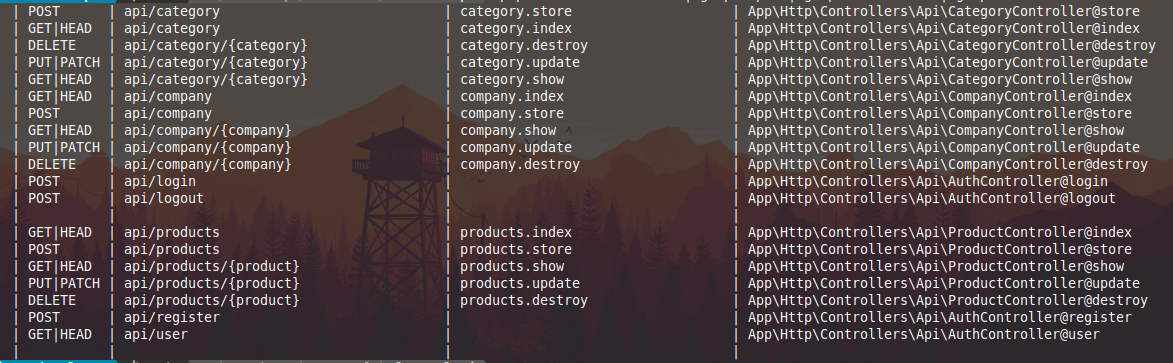 | POST | api/category | category.store | App\Http\Controllers\Api\CategoryController@store
| GET|HEAD | api/category | category.index | App\Http\Controllers\Api\CategoryController@index
| DELETE | api/category/{category} | category.destroy | App\Http\Controllers\Api\CategoryController@destroy
| PUT|PATCH | api/category/{category} | category.update | App\Http\Controllers\Api\CategoryController@update
| GET|HEAD | api/category/{category} | category.show | App\Http\Controllers\Api\CategoryController@show
| GET|HEAD | api/company | company.index | App\Http\Controllers\Api\CompanyController@index
| POST | api/company | company.store | App\Http\Controllers\Api\CompanyController@store
| GET|HEAD | api/company/{company} | company.show | App\Http\Controllers\Api\CompanyController@show
| PUT|PATCH | api/company/{company} | company.update | App\Http\Controllers\Api\CompanyController@update
| DELETE | api/company/{company} | company.destroy | App\Http\Controllers\Api\CompanyController@destroy
| POST | api/login | | App\Http\Controllers\Api\AuthController@login
| POST | api/logout | | App\Http\Controllers\Api\AuthController@logout
| | | |
| GET|HEAD | api/products | products.index | App\Http\Controllers\Api\ProductController@index
| POST | api/products | products.store | App\Http\Controllers\Api\ProductController@store
| GET|HEAD | api/products/{product} | products.show | App\Http\Controllers\Api\ProductController@show
| PUT|PATCH | api/products/{product} | products.update | App\Http\Controllers\Api\ProductController@update
| DELETE | api/products/{product} | products.destroy | App\Http\Controllers\Api\ProductController@destroy
| POST | api/register | | App\Http\Controllers\Api\AuthController@register
| GET|HEAD | api/user | | App\Http\Controllers\Api\AuthController@user
| | | |